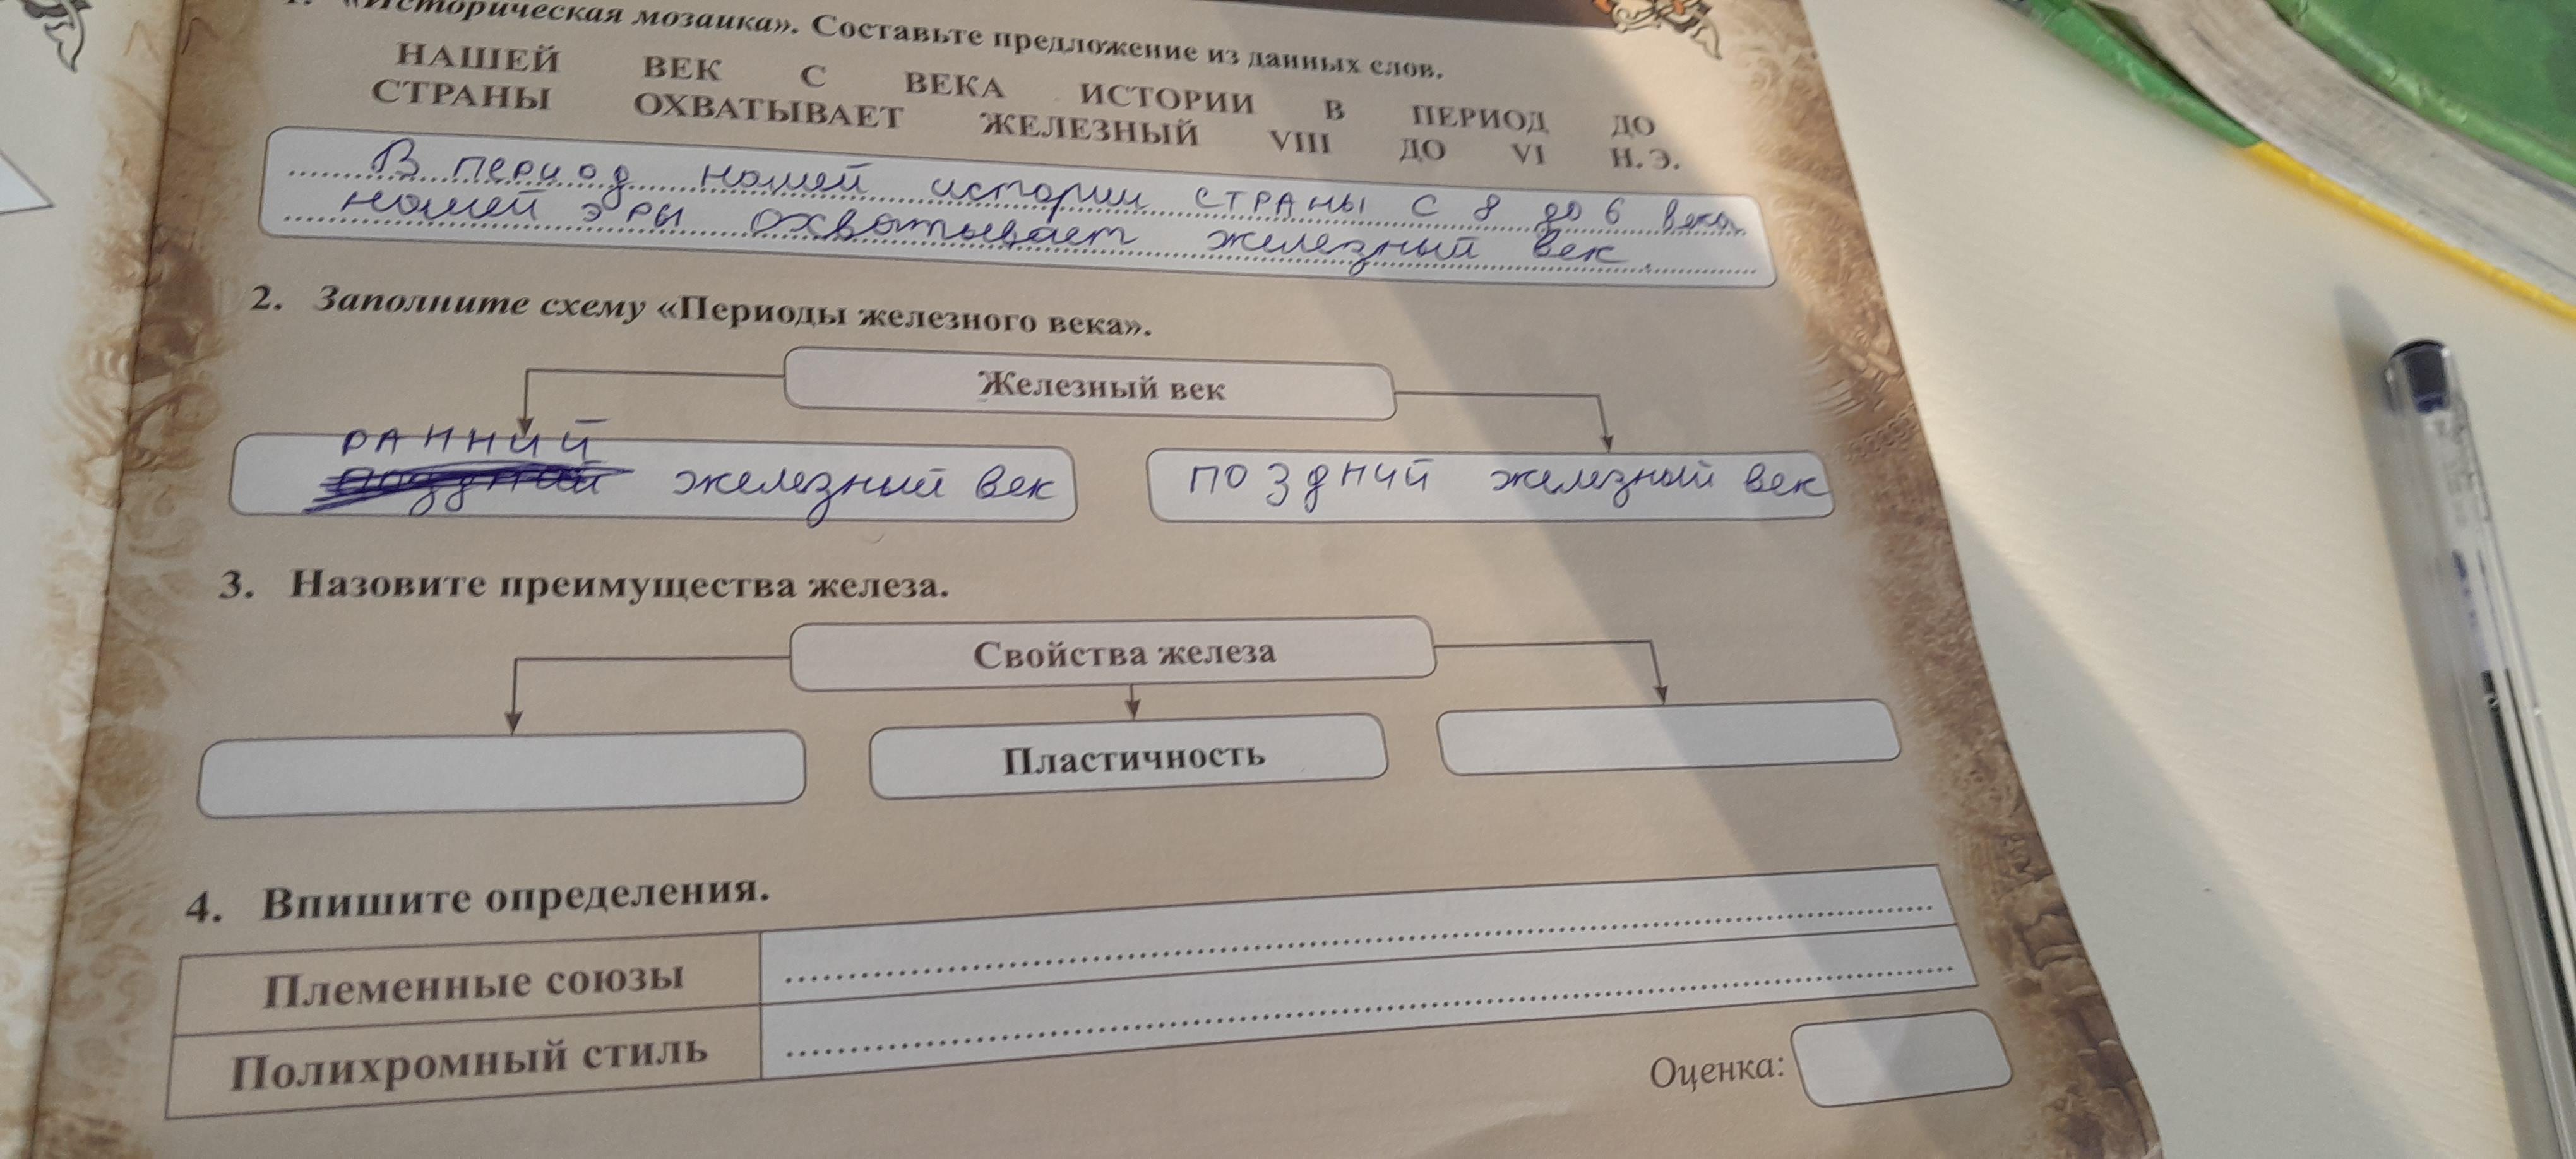 1. «Историческая мозаика». Составьте предложение из данных слов.
НАШЕЙ ВЕК С ВЕКА ИСТОРИИ В ПЕРИОД ДО
СТРАНЫ ОХВАТЫВАЕТ ЖЕЛЕЗНЫЙ VIII ДО VI Н.Э.
В период нашей истории страны с 8 до 6 века
нашей эры охватывает железный век.
2. Заполните схему «Периоды железного века».
Железный век
РАННИЙ
железный век
поздний железный век
3. Назовите преимущества железа.
Свойства железа
Пластичность
4. Впишите определения.
Племенные союзы
Полихромный стиль
Оценка: